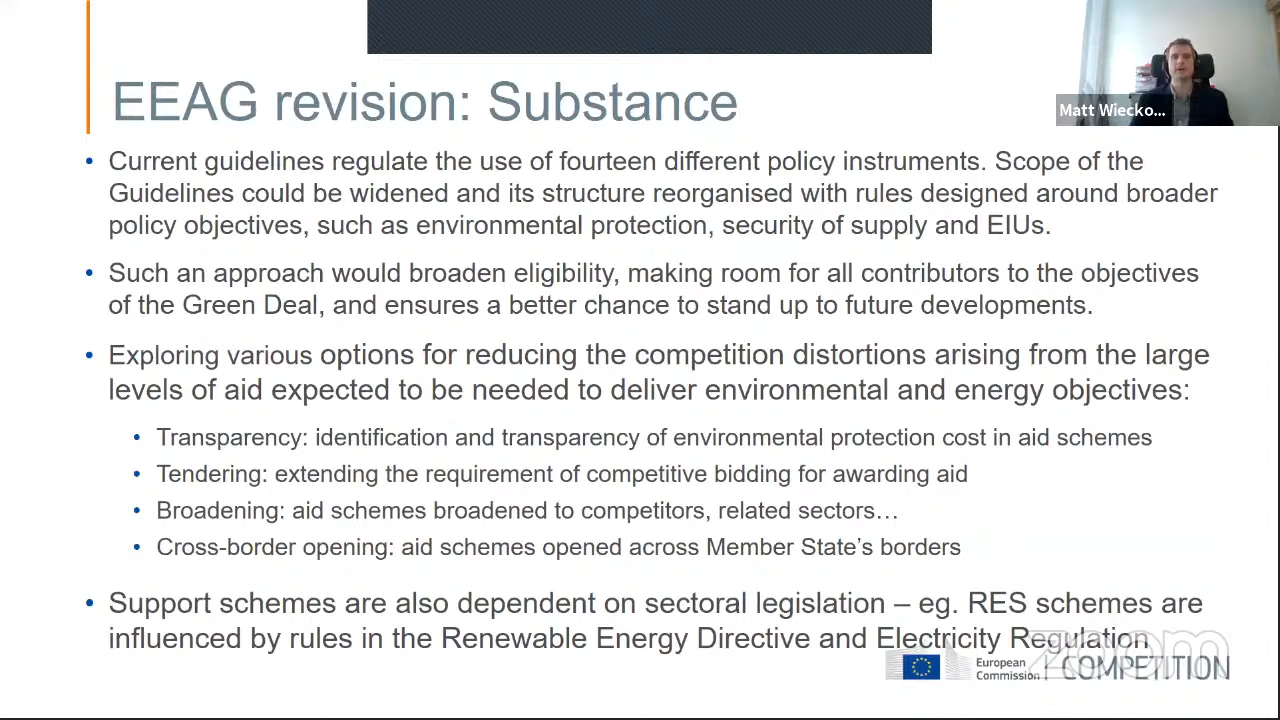 EEAG revision: Substance
Matt Wiecko...
• Current guidelines regulate the use of fourteen different policy instruments. Scope of the
Guidelines could be widened and its structure reorganised with rules designed around broader
policy objectives, such as environmental protection, security of supply and EIUs.
• Such an approach would broaden eligibility, making room for all contributors to the objectives
of the Green Deal, and ensures a better chance to stand up to future developments.
• Exploring various options for reducing the competition distortions arising from the large
levels of aid expected to be needed to deliver environmental and energy objectives:
• Transparency: identification and transparency of environmental protection cost in aid schemes
• Tendering: extending the requirement of competitive bidding for awarding aid
• Broadening: aid schemes broadened to competitors, related sectors…
• Cross-border opening: aid schemes opened across Member State's borders
• Support schemes are also dependent on sectoral legislation – eg. RES schemes are
influenced by rules in the Renewable Energy Directive and Electricity Regulation
zoom
European
Commission
COMPETITION